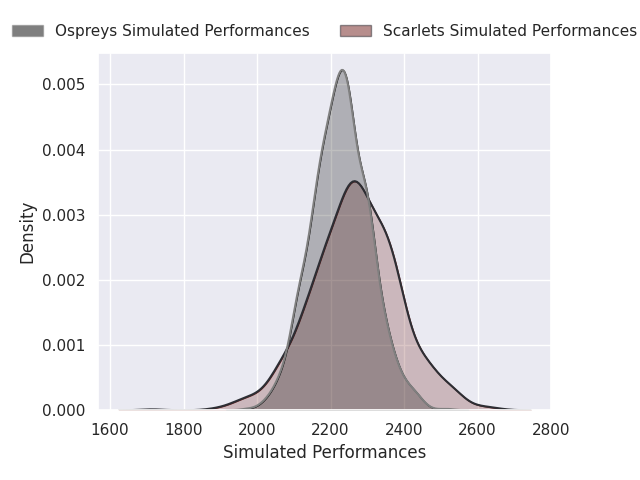 Ospreys Simulated Performances Scarlets Simulated Performances
0.005
0.004
0.003
0.002
0.001
0.000
Density
1600 1800 2000 2200 2400 2600 2800
Simulated Performances